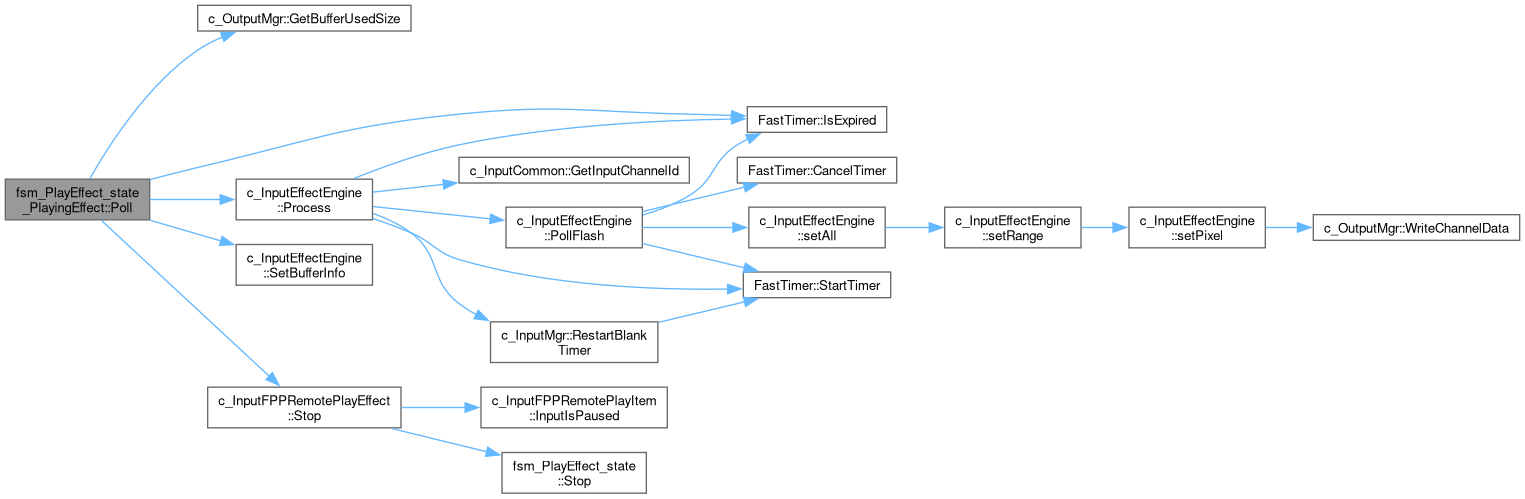 c_OutputMgr::GetBufferUsedSize
FastTimer::IsExpired
c_InputCommon::GetInputChannelId
FastTimer::CancelTimer
fsm_PlayEffect_state
_PlayingEffect::Poll
c_InputEffectEngine
::Process
c_InputEffectEngine
::PollFlash
c_InputEffectEngine
::setAll
c_InputEffectEngine
::setRange
c_InputEffectEngine
::setPixel
c_OutputMgr::WriteChannelData
c_InputEffectEngine
::SetBufferInfo
FastTimer::StartTimer
c_InputMgr::RestartBlank
Timer
c_InputFPPRemotePlayEffect
::Stop
c_InputFPPRemotePlayItem
::InputIsPaused
fsm_PlayEffect_state
::Stop